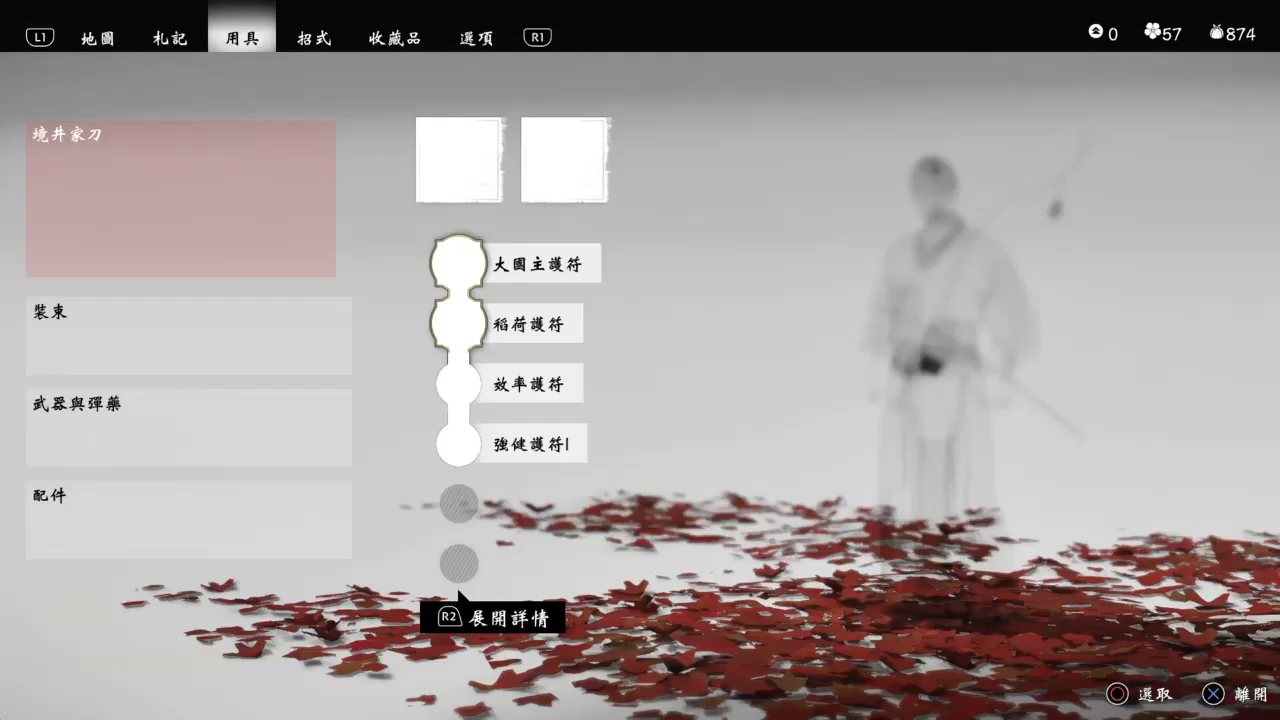 L1 地圖 札記 用具 招式 收藏品 選項 R1
0 57 874
境井家刀
裝束
武器與彈藥
配件
大國主護符
稻荷護符
效率護符
強健護符I
R2 展開詳情
選取 離開